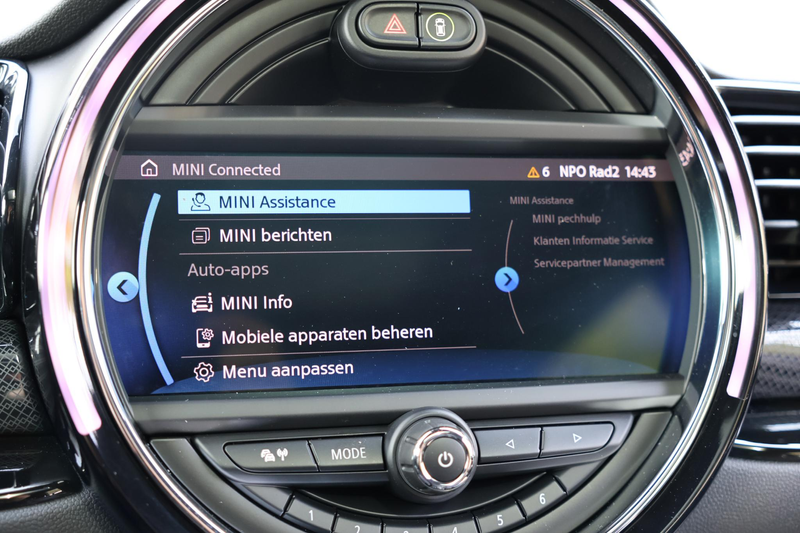 MINI Connected
6 NPO Rad2 14:43
MINI Assistance
MINI berichten
Auto-apps
MINI Info
Mobiele apparaten beheren
Menu aanpassen
MINI Assistance
MINI pechhulp
Klanten Informatie Service
Servicepartner Management
MODE
1 2 3 4 5 6